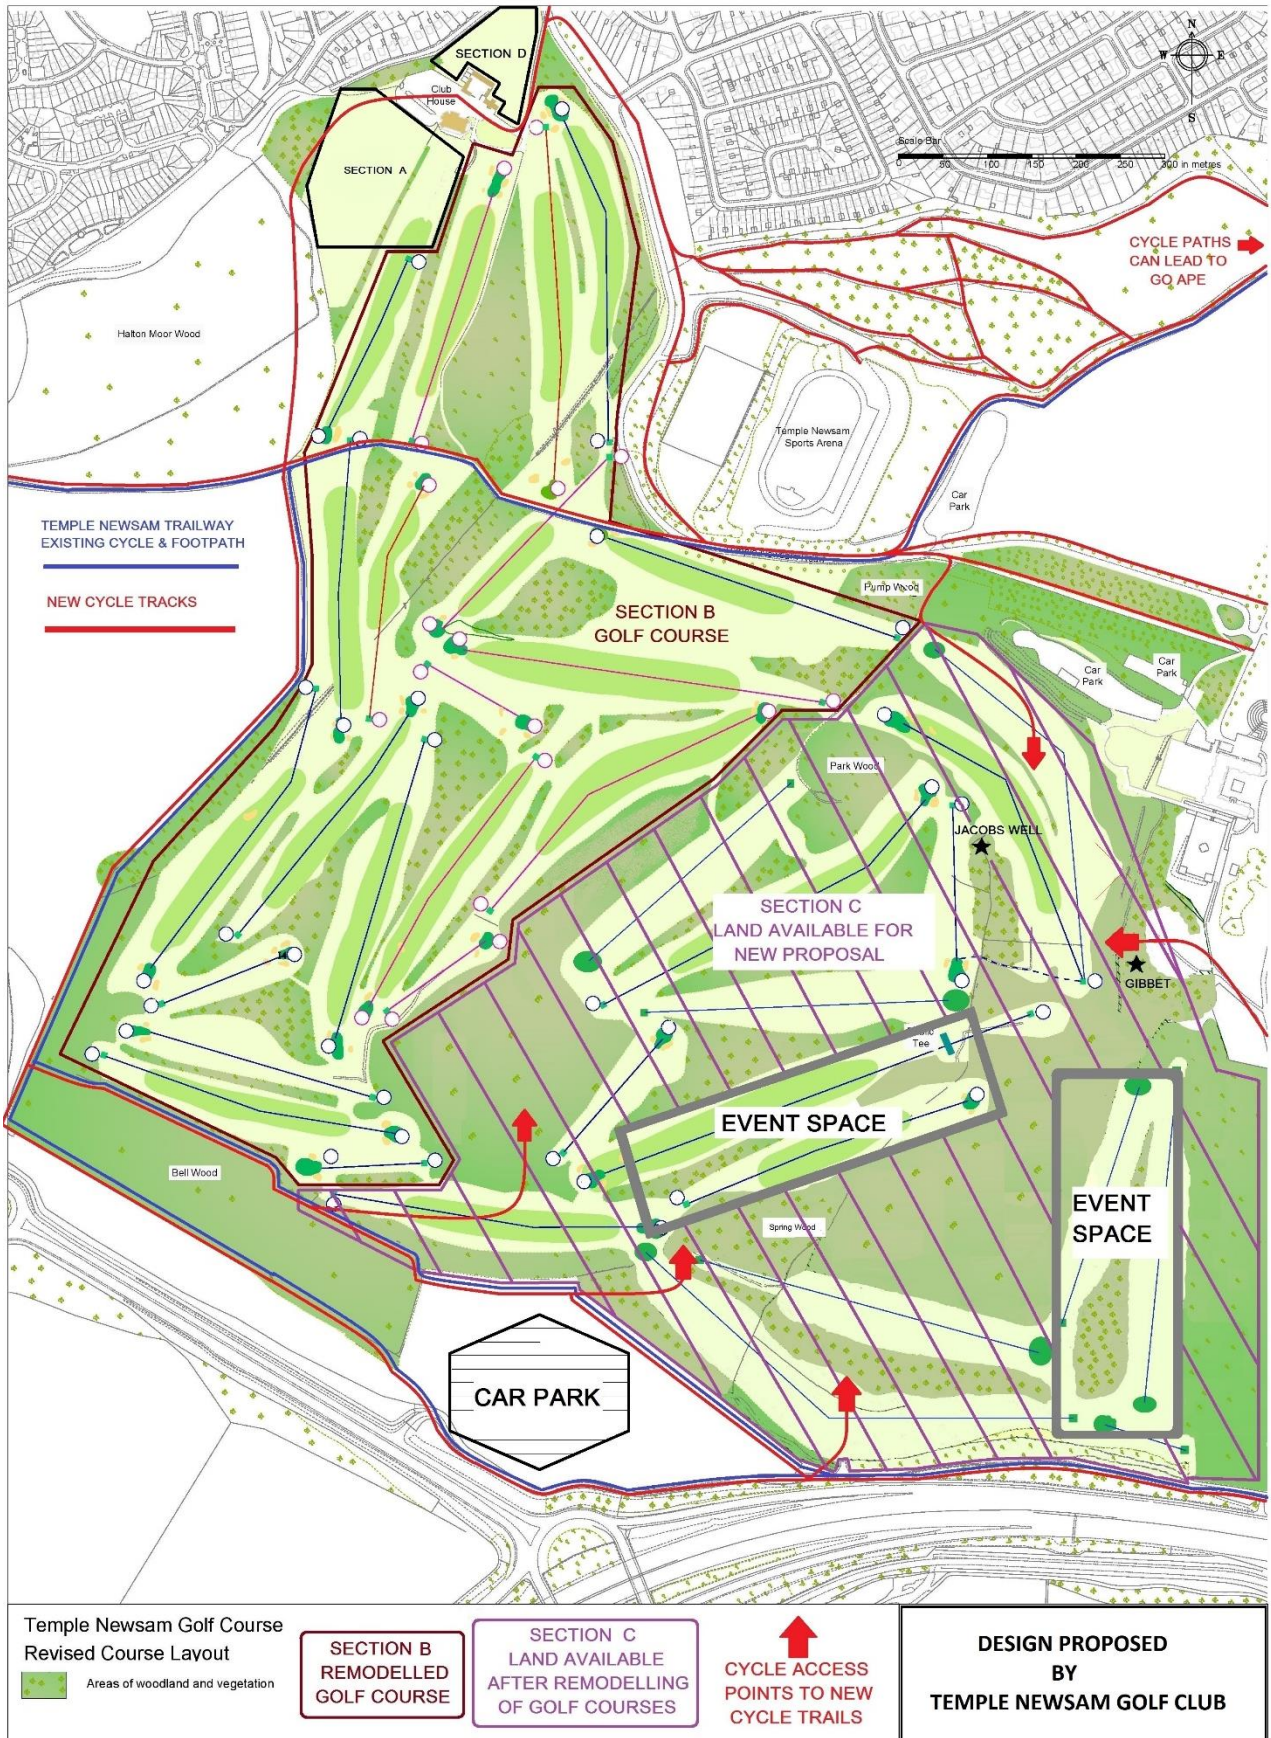 SECTION D
N
W E
S
Club
House
Scale Bar
0 50 100 150 200 250 300 in metres
SECTION A
CYCLE PATHS
CAN LEAD TO
GO APE
Halton Moor Wood
Temple Newsam
Sports Arena
Car
Park
TEMPLE NEWSAM TRAILWAY
EXISTING CYCLE & FOOTPATH
NEW CYCLE TRACKS
Pump Wood
SECTION B
GOLF COURSE
Car
Park
Car
Park
Park Wood
JACOBS WELL
SECTION C
LAND AVAILABLE FOR
NEW PROPOSAL
14
GIBBET
Tee
EVENT SPACE
Bell Wood
Spring Wood
EVENT
SPACE
CAR PARK
Temple Newsam Golf Course
Revised Course Layout
Areas of woodland and vegetation
SECTION B
REMODELLED
GOLF COURSE
SECTION C
LAND AVAILABLE
AFTER REMODELLING
OF GOLF COURSES
CYCLE ACCESS
POINTS TO NEW
CYCLE TRAILS
DESIGN PROPOSED
BY
TEMPLE NEWSAM GOLF CLUB